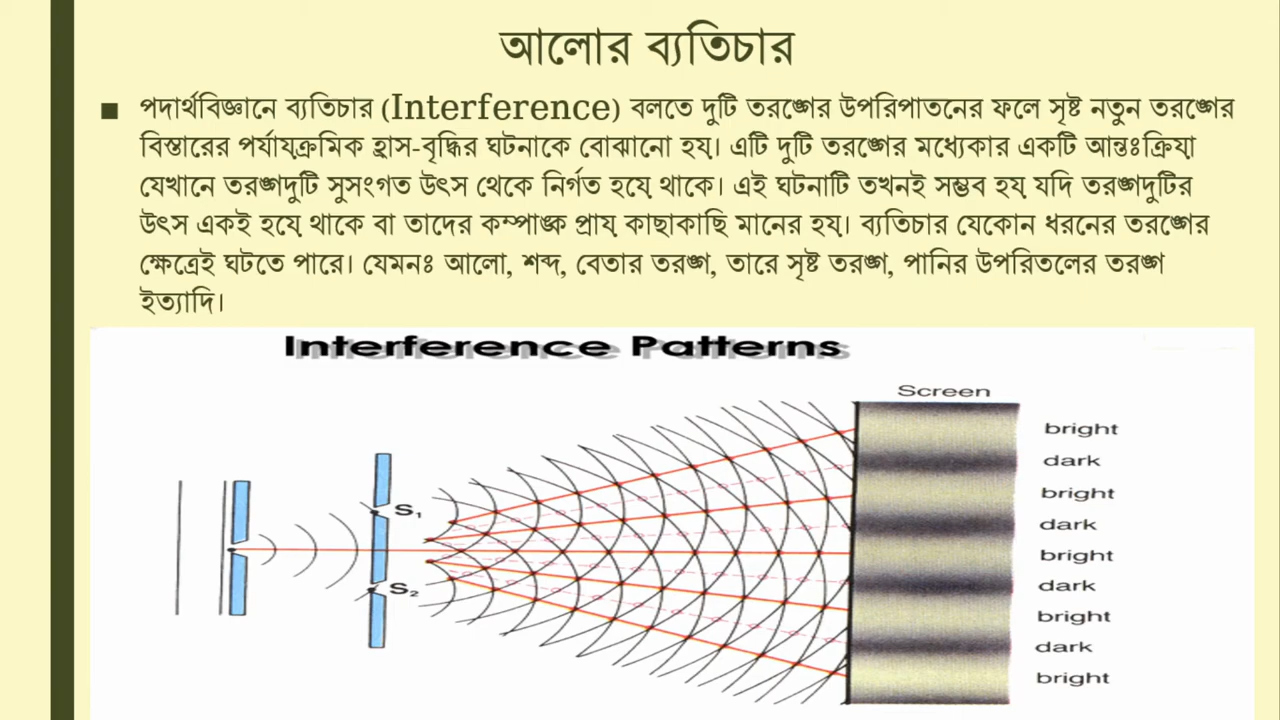 আলোর ব্যতিচার
■ পদার্থবিজ্ঞানে ব্যতিচার (Interference) বলতে দুটি তরঙ্গের উপরিপাতনের ফলে সৃষ্ট নতুন তরঙ্গের
বিস্তারের পর্যায়ক্রমিক হ্রাস-বৃদ্ধির ঘটনাকে বোঝানো হয়। এটি দুটি তরঙ্গের মধ্যেকার একটি আন্তঃক্রিয়া
যেখানে তরঙ্গদুটি সুসংগত উৎস থেকে নির্গত হয়ে থাকে। এই ঘটনাটি তখনই সম্ভব হয় যদি তরঙ্গদুটির
উৎস একই হয়ে থাকে বা তাদের কম্পাঙ্ক প্রায় কাছাকাছি মানের হয়। ব্যতিচার যেকোন ধরনের তরঙ্গের
ক্ষেত্রেই ঘটতে পারে। যেমনঃ আলো, শব্দ, বেতার তরঙ্গ, তারে সৃষ্ট তরঙ্গ, পানির উপরিতলের তরঙ্গ
ইত্যাদি।
Interference Patterns
Screen
bright
dark
bright
S₁
dark
bright
dark
S₂
bright
dark
bright